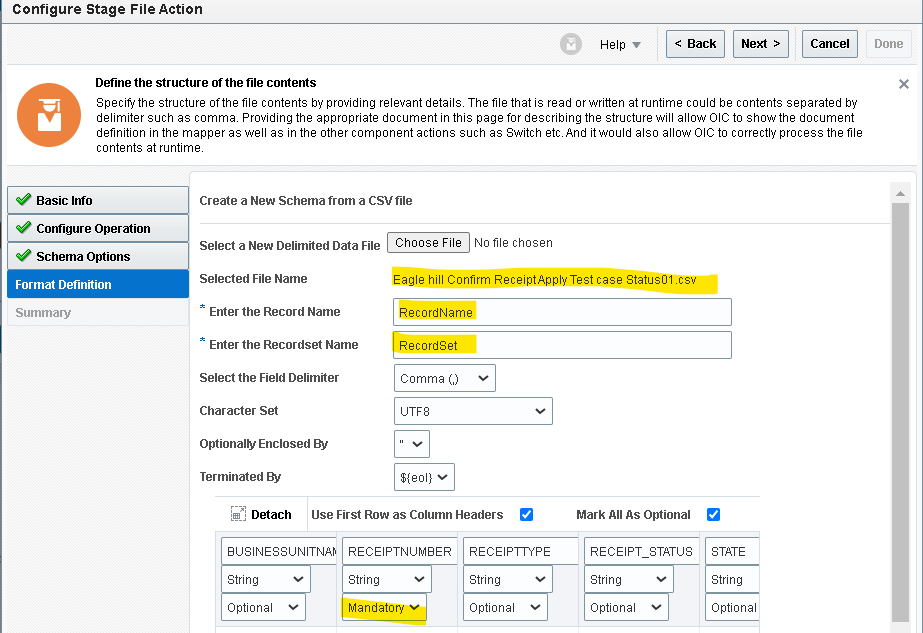 Configure Stage File Action
Help
< Back
Next >
Cancel
Done
Define the structure of the file contents
Specify the structure of the file contents by providing relevant details. The file that is read or written at runtime could be contents separated by
delimiter such as comma. Providing the appropriate document in this page for describing the structure will allow OIC to show the document
definition in the mapper as well as in the other component actions such as Switch etc. And it would also allow OIC to correctly process the file
contents at runtime.
Basic Info
Configure Operation
Schema Options
Format Definition
Summary
Create a New Schema from a CSV file
Select a New Delimited Data File Choose File No file chosen
Selected File Name Eagle hill Confirm Receipt Apply Test case Status01.csv
* Enter the Record Name RecordName
* Enter the Recordset Name RecordSet
Select the Field Delimiter Comma (,)
Character Set UTF8
Optionally Enclosed By "
Terminated By ${eol}
Detach Use First Row as Column Headers Mark All As Optional
BUSINESSUNITNAM RECEIPTNUMBER RECEIPTTYPE RECEIPT_STATUS STATE
String String String String String
Optional Mandatory Optional Optional Optional